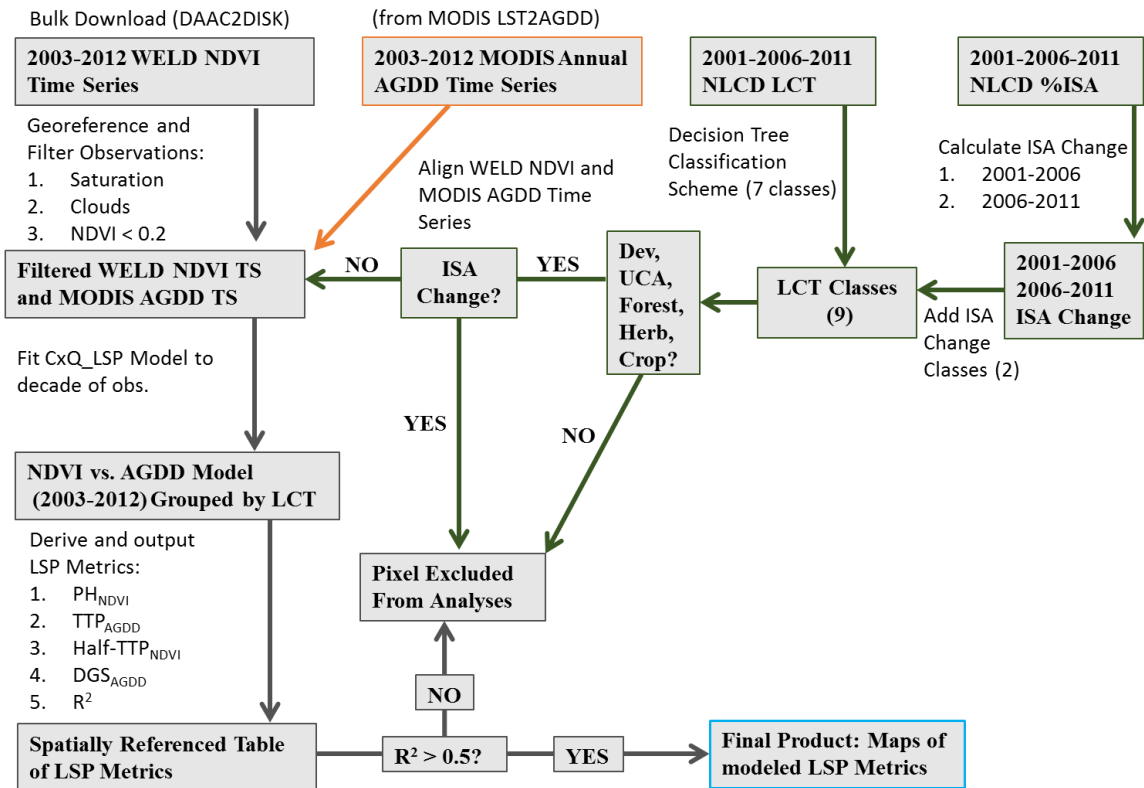 Bulk Download (DAAC2DISK)
2003-2012 WELD NDVI
Time Series
(from MODIS LST2AGDD)
2003-2012 MODIS Annual
AGDD Time Series
2001-2006-2011
NLCD LCT
2001-2006-2011
NLCD %ISA
Georeference and
Filter Observations:
1. Saturation
2. Clouds
3. NDVI < 0.2
Align WELD NDVI and
MODIS AGDD Time
Series
Decision Tree
Classification
Scheme (7 classes)
Calculate ISA Change
1. 2001-2006
2. 2006-2011
Filtered WELD NDVI TS
and MODIS AGDD TS
NO
ISA
Change?
YES
Dev,
UCA,
Forest,
Herb,
Crop?
LCT Classes
(9)
Add ISA
Change
Classes (2)
2001-2006
2006-2011
ISA Change
Fit CxQ_LSP Model to
decade of obs.
YES
NO
NDVI vs. AGDD Model
(2003-2012) Grouped by LCT
Derive and output
LSP Metrics:
1. PHNDVI
2. TTPAGDD
3. Half-TTPNDVI
4. DGSAGDD
5. R2
Pixel Excluded
From Analyses
NO
Spatially Referenced Table
of LSP Metrics
R2 > 0.5?
YES
Final Product: Maps of
modeled LSP Metrics